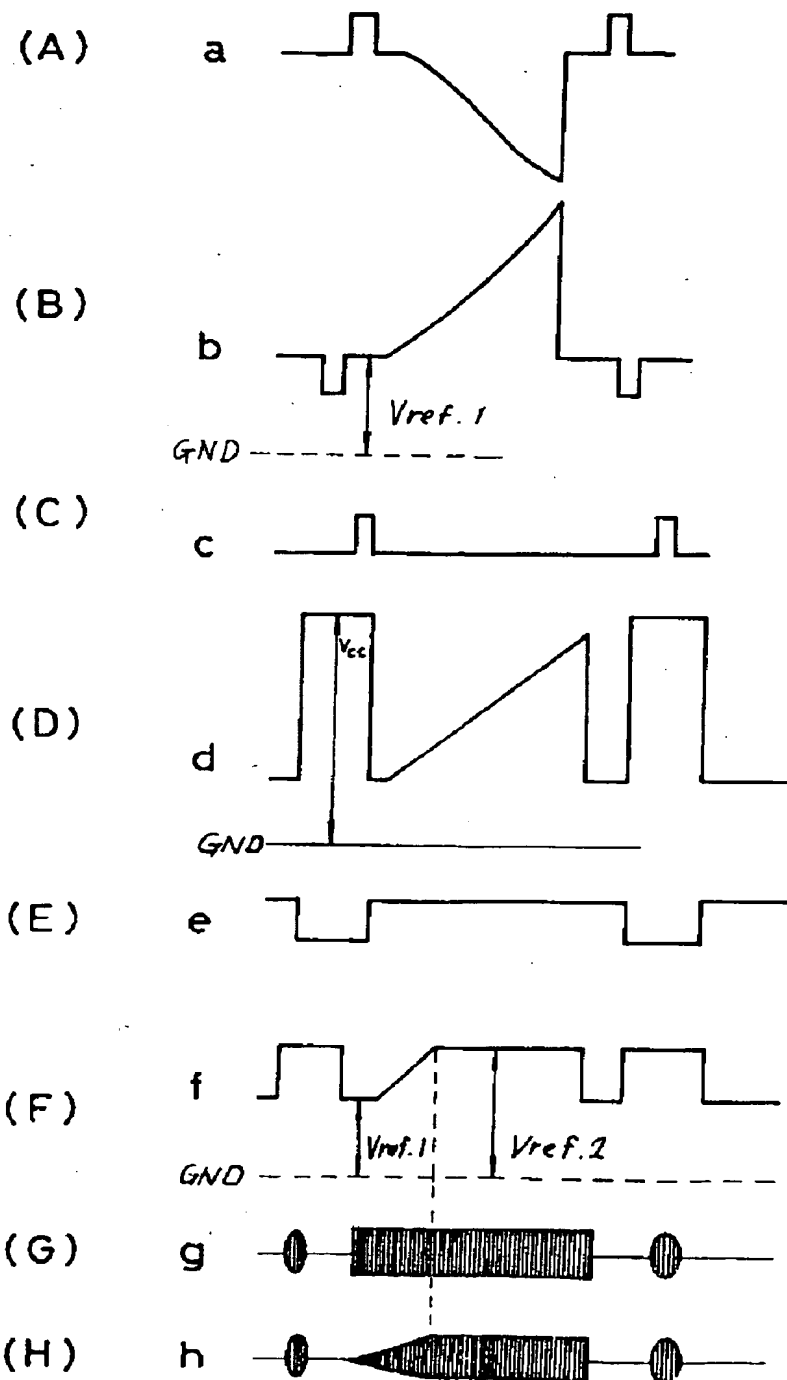 (A) a
(B) b
Vref. 1
GND
(C) c
Vcc
(D) d
GND
(E) e
(F) f
Vref. 1 Vref. 2
GND
(G) g
(H) h